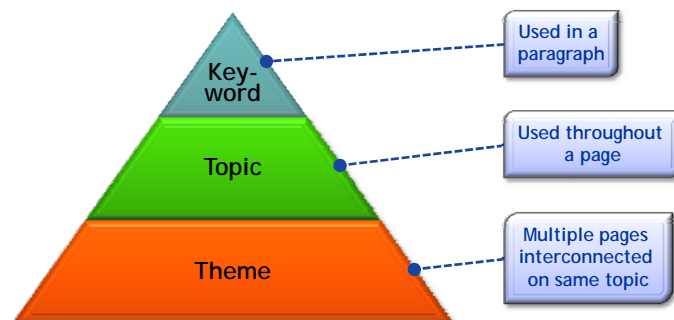 Key-
word
Used in a
paragraph
Topic
Used throughout
a page
Theme
Multiple pages
interconnected
on same topic